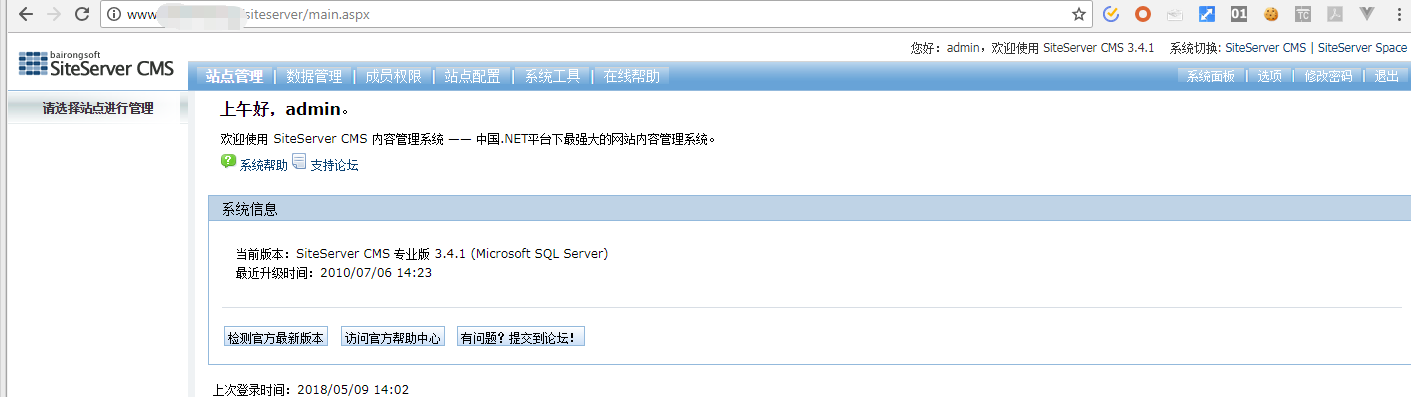 www. siteserver/main.aspx
01
TC
您好：admin，欢迎使用 SiteServer CMS 3.4.1 系统切换: SiteServer CMS | SiteServer Space
bairongsoft
SiteServer CMS
站点管理 | 数据管理 | 成员权限 | 站点配置 | 系统工具 | 在线帮助
系统面板 | 选项 | 修改密码 | 退出
请选择站点进行管理
上午好，admin。
欢迎使用 SiteServer CMS 内容管理系统 —— 中国.NET平台下最强大的网站内容管理系统。
系统帮助 支持论坛
系统信息
当前版本：SiteServer CMS 专业版 3.4.1 (Microsoft SQL Server)
最近升级时间：2010/07/06 14:23
检测官方最新版本 访问官方帮助中心 有问题？提交到论坛！
上次登录时间：2018/05/09 14:02